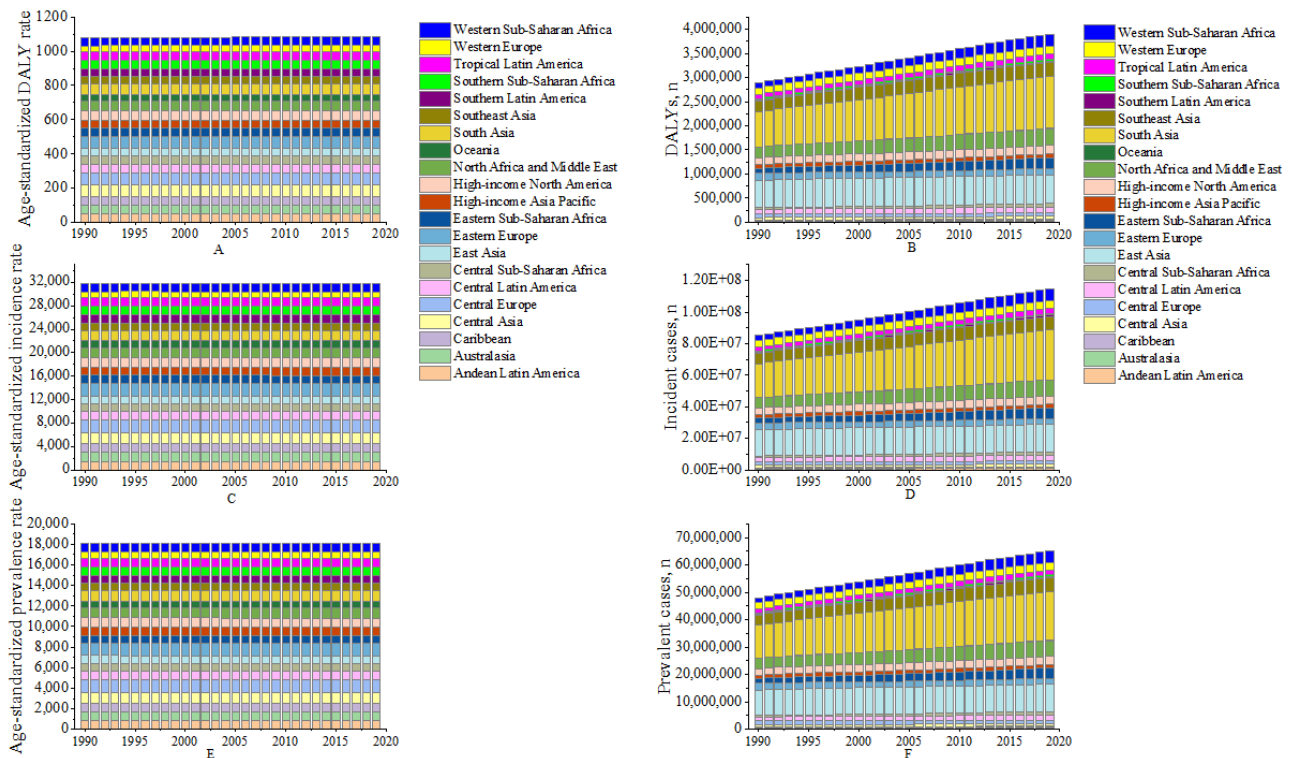 Age-standardized DALY rate
1200
1000
800
600
400
200
0
1990 1995 2000 2005 2010 2015 2020
A
Age-standardized incidence rate
32,000
28,000
24,000
20,000
16,000
12,000
8,000
4,000
0
1990 1995 2000 2005 2010 2015 2020
C
Age-standardized prevalence rate
20,000
18,000
16,000
14,000
12,000
10,000
8,000
6,000
4,000
2,000
0
1990 1995 2000 2005 2010 2015 2020
E
Western Sub-Saharan Africa
Western Europe
Tropical Latin America
Southern Sub-Saharan Africa
Southern Latin America
Southeast Asia
South Asia
Oceania
North Africa and Middle East
High-income North America
High-income Asia Pacific
Eastern Sub-Saharan Africa
Eastern Europe
East Asia
Central Sub-Saharan Africa
Central Latin America
Central Europe
Central Asia
Caribbean
Australasia
Andean Latin America
DALYs, n
4,000,000
3,500,000
3,000,000
2,500,000
2,000,000
1,500,000
1,000,000
500,000
0
1990 1995 2000 2005 2010 2015 2020
B
Incident cases, n
1.20E+08
1.00E+08
8.00E+07
6.00E+07
4.00E+07
2.00E+07
0.00E+00
1990 1995 2000 2005 2010 2015 2020
D
Prevalent cases, n
70,000,000
60,000,000
50,000,000
40,000,000
30,000,000
20,000,000
10,000,000
0
1990 1995 2000 2005 2010 2015 2020
F
Western Sub-Saharan Africa
Western Europe
Tropical Latin America
Southern Sub-Saharan Africa
Southern Latin America
Southeast Asia
South Asia
Oceania
North Africa and Middle East
High-income North America
High-income Asia Pacific
Eastern Sub-Saharan Africa
Eastern Europe
East Asia
Central Sub-Saharan Africa
Central Latin America
Central Europe
Central Asia
Caribbean
Australasia
Andean Latin America